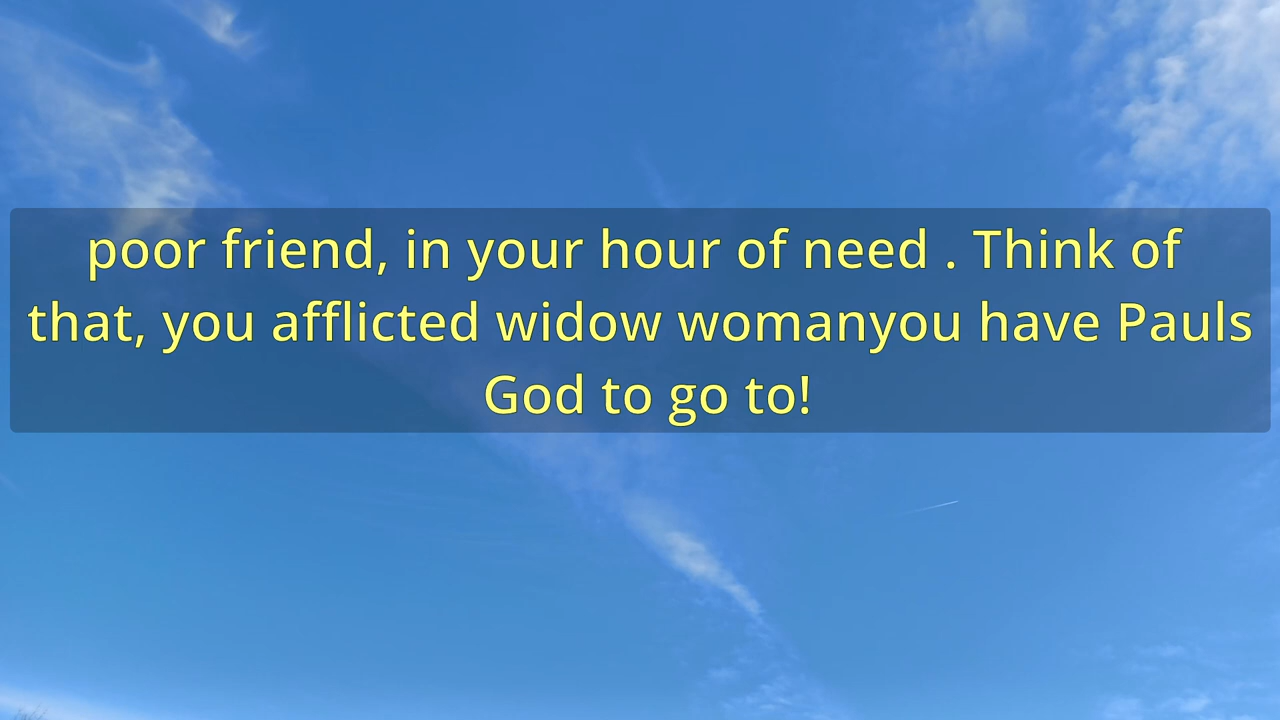 poor friend, in your hour of need . Think of
that, you afflicted widow womanyou have Pauls
God to go to!